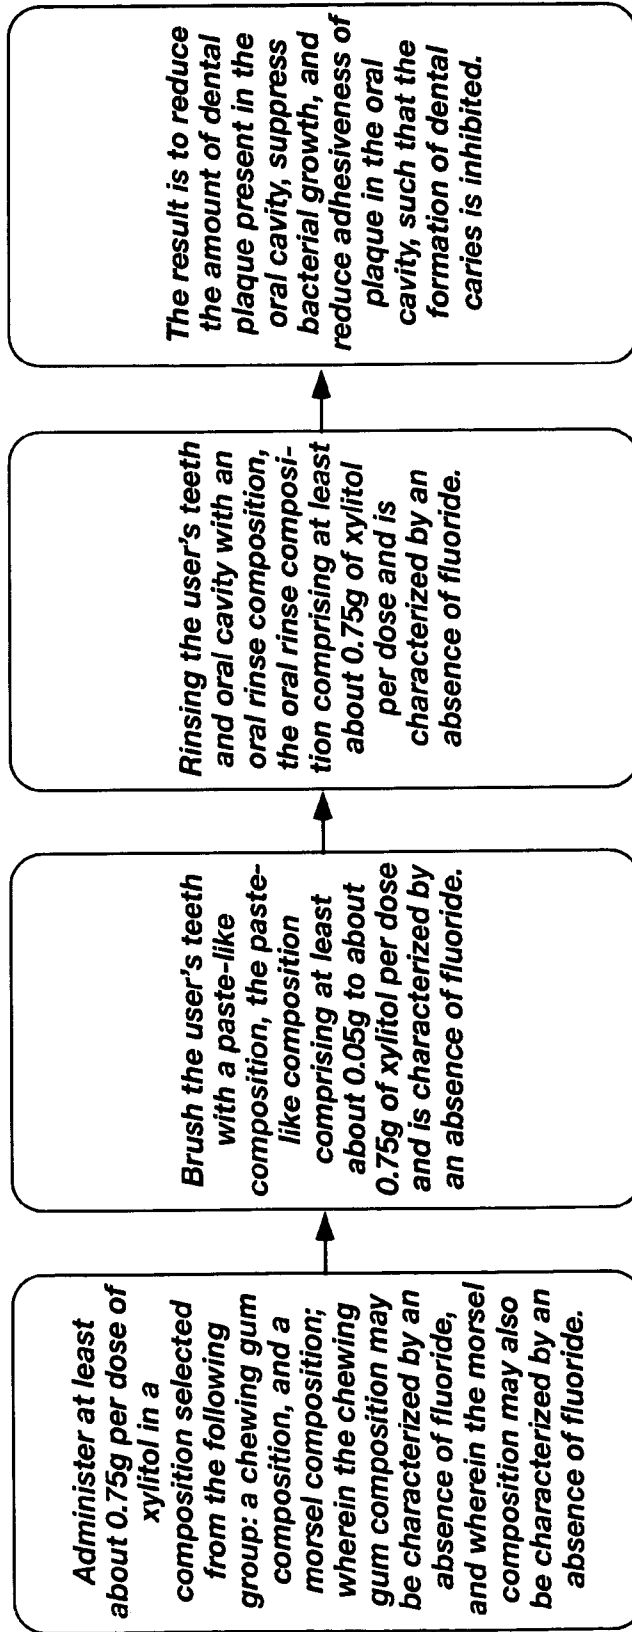 Administer at least
about 0.75g per dose of
xylitol in a
composition selected
from the following
group: a chewing gum
composition, and a
morsel composition;
wherein the chewing
gum composition may
be characterized by an
absence of fluoride,
and wherein the morsel
composition may also
be characterized by an
absence of fluoride.
Brush the user's teeth
with a paste-like
composition, the paste-
like composition
comprising at least
about 0.05g to about
0.75g of xylitol per dose
and is characterized by
an absence of fluoride.
Rinsing the user's teeth
and oral cavity with an
oral rinse composition,
the oral rinse composi-
tion comprising at least
about 0.75g of xylitol
per dose and is
characterized by an
absence of fluoride.
The result is to reduce
the amount of dental
plaque present in the
oral cavity, suppress
bacterial growth, and
reduce adhesiveness of
plaque in the oral
cavity, such that the
formation of dental
caries is inhibited.